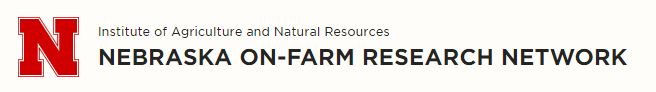 N
Institute of Agriculture and Natural Resources
NEBRASKA ON-FARM RESEARCH NETWORK